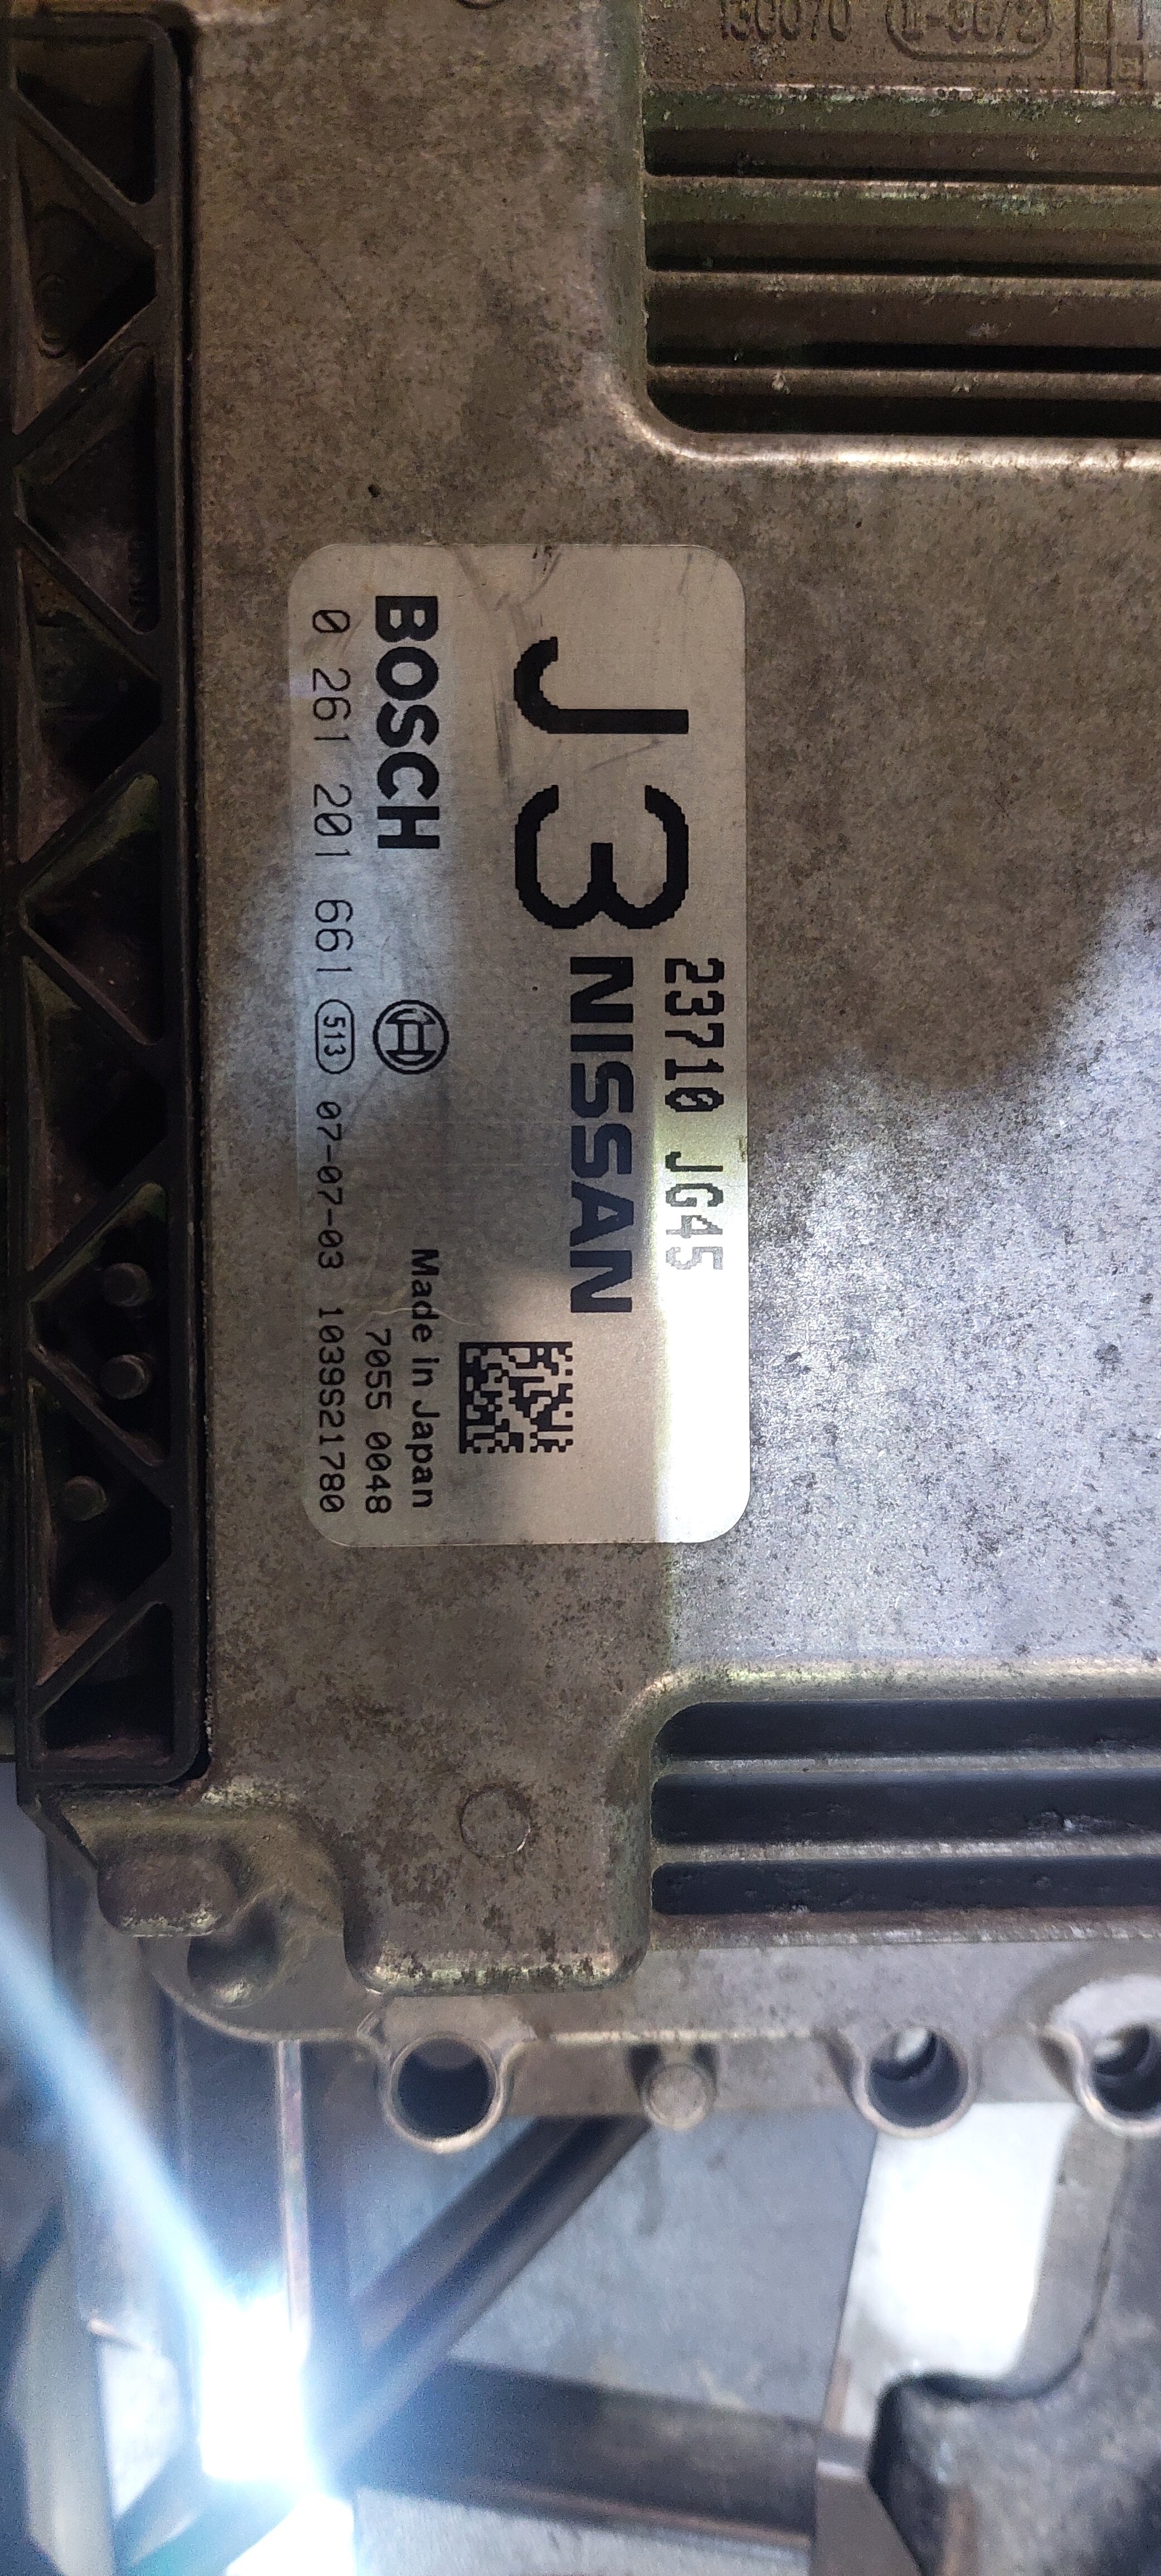 23710 JG45
J3 NISSAN
BOSCH
Made in Japan
7055 0048
0 261 201 661 513 07-07-03 1039S21780